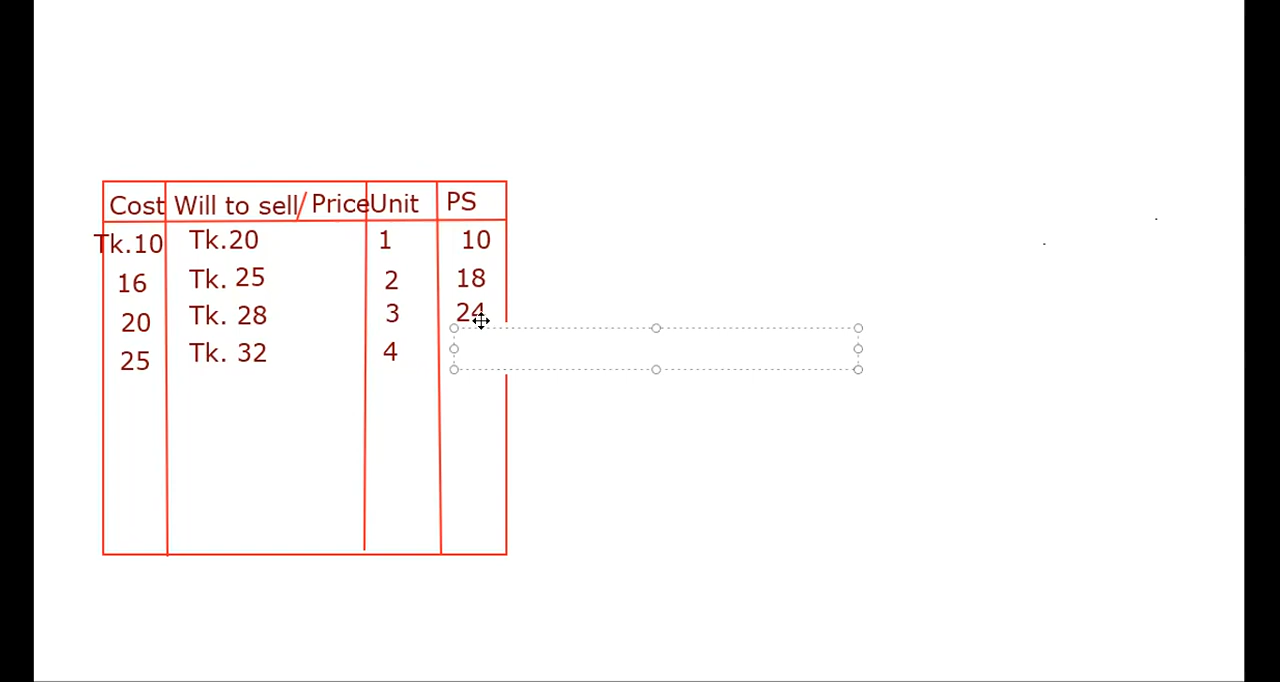 Cost Will to sell/ Price Unit PS
Tk.10 Tk.20 1 10
16 Tk. 25 2 18
20 Tk. 28 3 24
25 Tk. 32 4